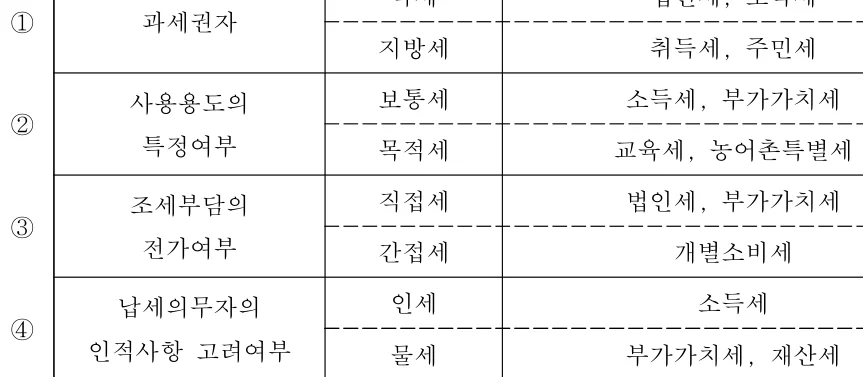 ① 과세권자
지방세 취득세, 주민세
② 사용용도의 특정여부
보통세 소득세, 부가가치세
목적세 교육세, 농어촌특별세
③ 조세부담의 전가여부
직접세 법인세, 부가가치세
간접세 개별소비세
④ 납세의무자의 인적사항 고려여부
인세 소득세
물세 부가가치세, 재산세